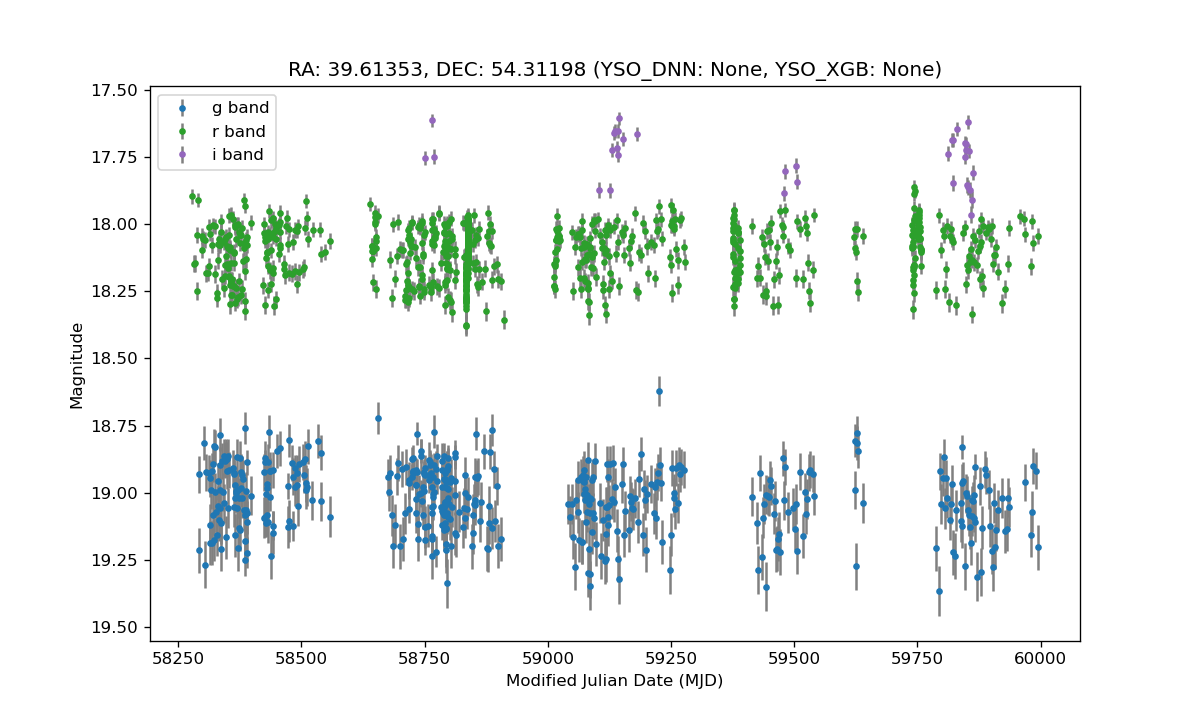 RA: 39.61353, DEC: 54.31198 (YSO_DNN: None, YSO_XGB: None)
g band
r band
i band
Magnitude
17.50
17.75
18.00
18.25
18.50
18.75
19.00
19.25
19.50
58250
58500
58750
59000
59250
59500
59750
60000
Modified Julian Date (MJD)